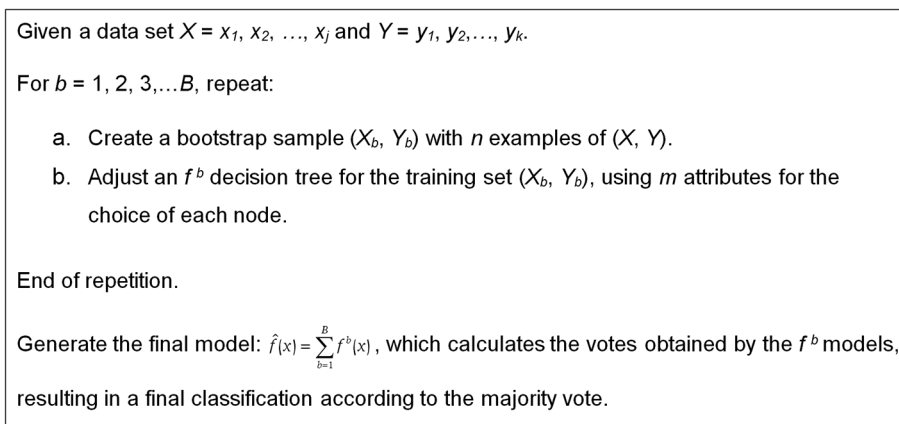 Given a data set X = x1, x2, …, xj and Y = y1, y2,…, yk.
For b = 1, 2, 3,…B, repeat:
a. Create a bootstrap sample (Xb, Yb) with n examples of (X, Y).
b. Adjust an f b decision tree for the training set (Xb, Yb), using m attributes for the
choice of each node.
End of repetition.
Generate the final model: f̂(x) = ∑_{b=1}^{B} f^b(x), which calculates the votes obtained by the f b models,
resulting in a final classification according to the majority vote.